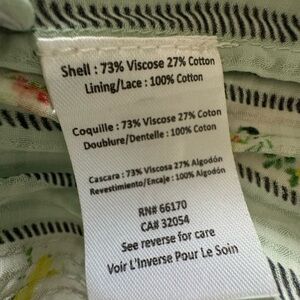 Shell : 73% Viscose 27% Cotton
Lining/Lace : 100% Cotton
Coquille : 73% Viscose 27% Coton
Doublure/Dentelle : 100% Coton
Cascara : 73% Viscosa 27% Algodón
Revestimiento/Encaje : 100% Algodón
RN# 66170
CA# 32054
See reverse for care
Voir L'Inverse Pour Le Soin